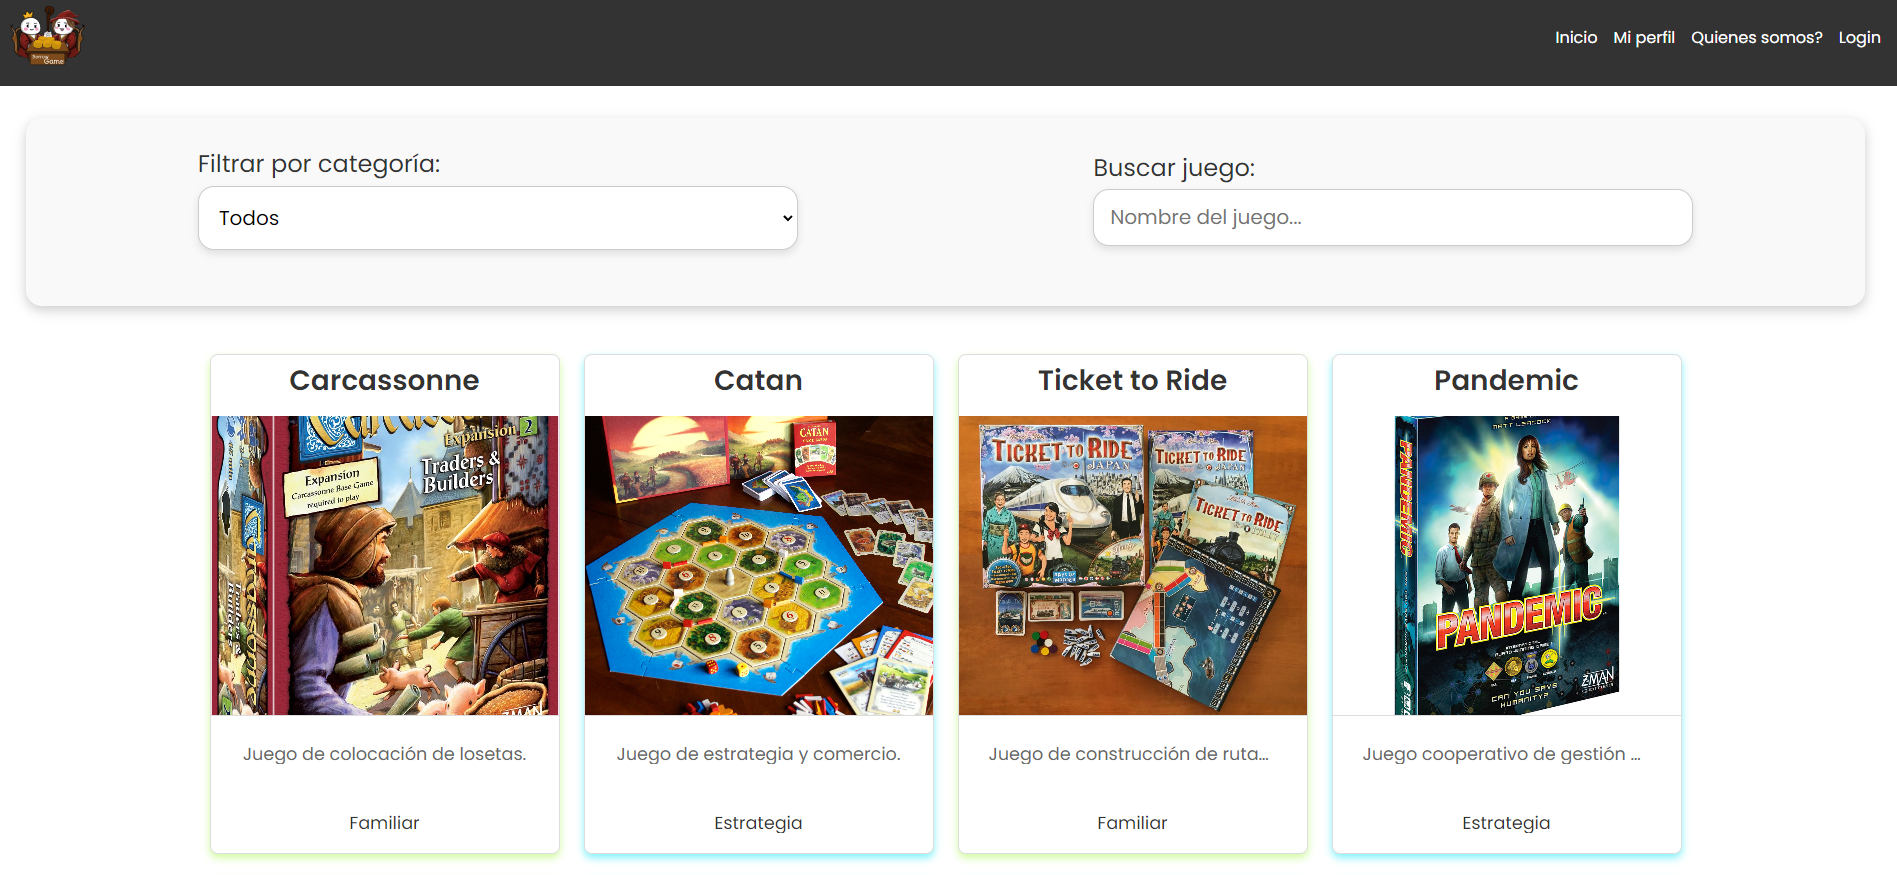 Game
Inicio Mi perfil Quienes somos? Login
Filtrar por categoría:
Todos
Buscar juego:
Nombre del juego...
Carcassonne
Expansion 2
Traders &
Builders
Expansion
Carcassonne Base Game
required to play
Juego de colocación de losetas.
Familiar
Catan
CATAN
Juego de estrategia y comercio.
Estrategia
Ticket to Ride
TICKET TO RIDE
JAPAN
TICKET TO RIDE
JAPAN
TICKET TO RIDE
Juego de construcción de ruta...
Familiar
Pandemic
PANDEMIC
PANDEMIC
CAN YOU SAVE
HUMANITY?
Z-MAN
Juego cooperativo de gestión ...
Estrategia